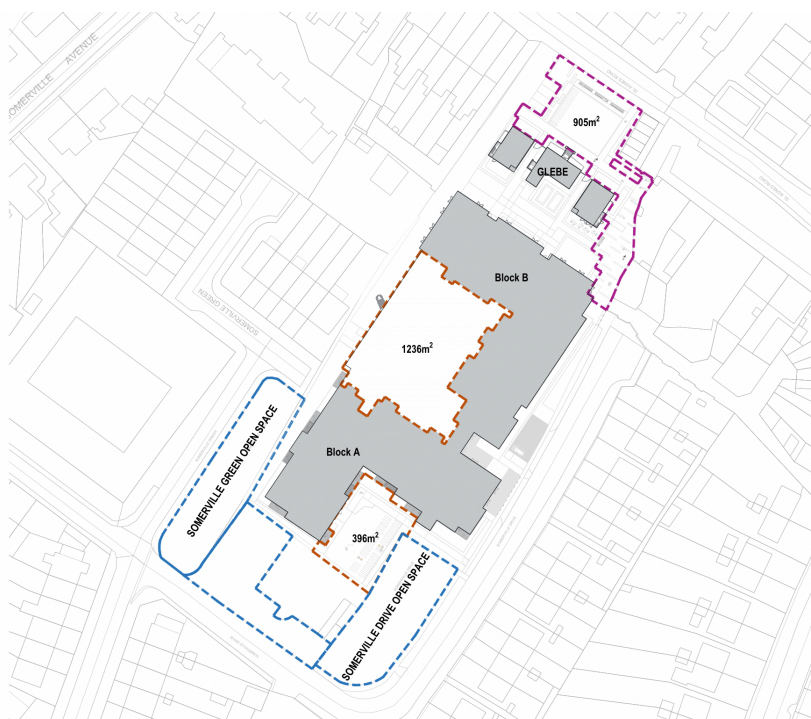 SOMERVILLE AVENUE
905m²
GLEBE
Block B
SOMERVILLE GREEN
1236m²
Block A
SOMERVILLE GREEN OPEN SPACE
396m²
SOMERVILLE DRIVE OPEN SPACE